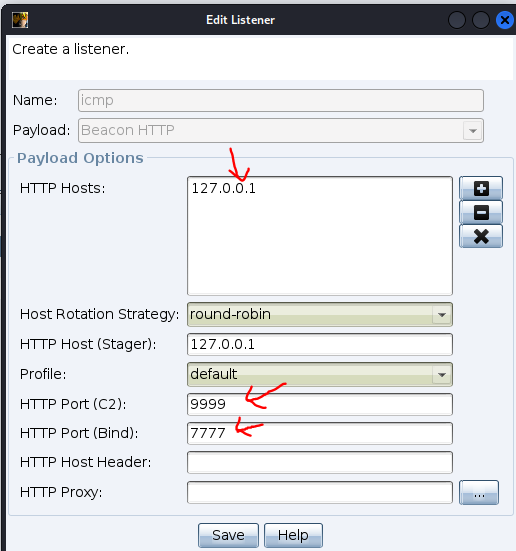 Edit Listener
Create a listener.
Name: icmp
Payload: Beacon HTTP
Payload Options
HTTP Hosts: 127.0.0.1
Host Rotation Strategy: round-robin
HTTP Host (Stager): 127.0.0.1
Profile: default
HTTP Port (C2): 9999
HTTP Port (Bind): 7777
HTTP Host Header:
HTTP Proxy: ...
Save Help